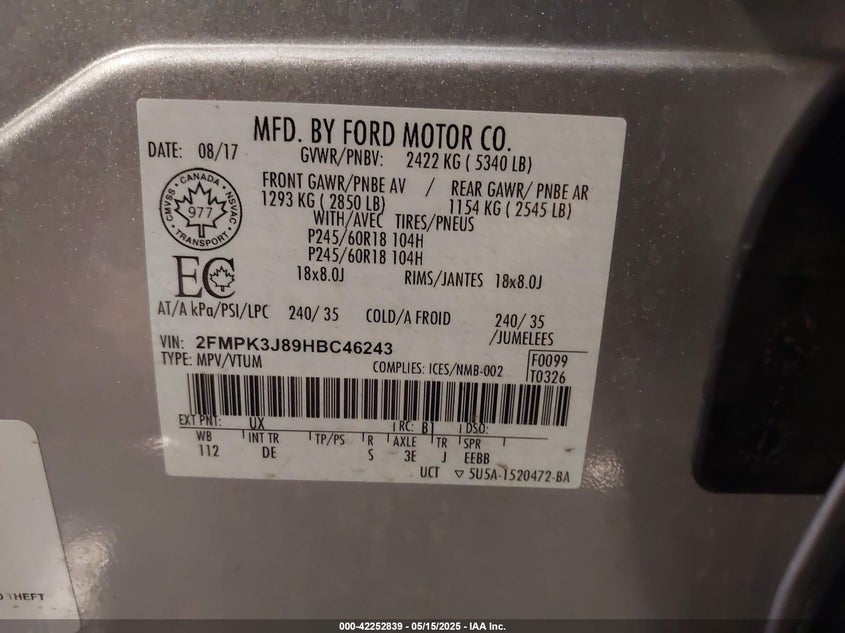 MFD. BY FORD MOTOR CO.
DATE: 08/17 GVWR/PNBV: 2422 KG ( 5340 LB)
FRONT GAWR/PNBE AV / REAR GAWR/ PNBE AR
1293 KG ( 2850 LB) 1154 KG ( 2545 LB)
WITH/AVEC TIRES/PNEUS
P245/60R18 104H
P245/60R18 104H
18x8.0J RIMS/JANTES 18x8.0J
CMVSS CANADA NSVAC
977
TRANSPORT
EC
AT/A kPa/PSI/LPC 240/ 35 COLD/A FROID 240/ 35
/JUMELEES
VIN: 2FMPK3J89HBC46243
TYPE: MPV/VTUM COMPLIES: ICES/NMB-002
F0099
T0326
EXT PNT: UX RC: B1 DSO:
WB INT TR TP/PS R AXLE TR SPR
112 DE S 3E J EEBB
UCT ▽ 5U5A-1520472-BA
THEFT
000-42252839 - 05/15/2025 - IAA Inc.